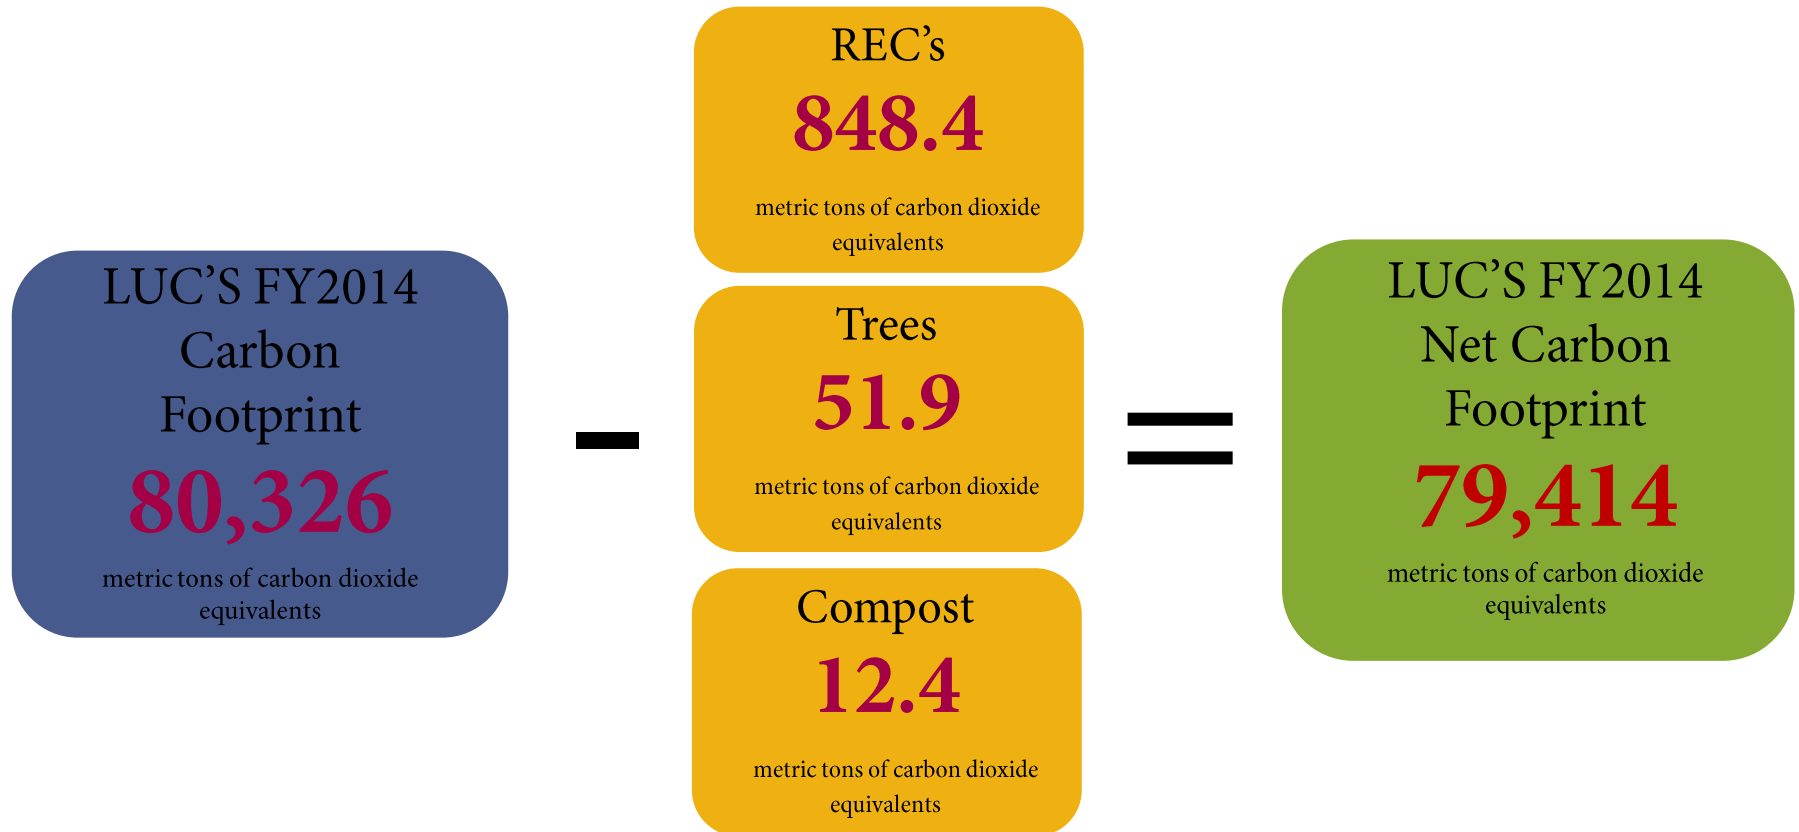 LUC’S FY2014
Carbon
Footprint
80,326
metric tons of carbon dioxide
equivalents
REC’s
848.4
metric tons of carbon dioxide
equivalents
Trees
51.9
metric tons of carbon dioxide
equivalents
Compost
12.4
metric tons of carbon dioxide
equivalents
LUC’S FY2014
Net Carbon
Footprint
79,414
metric tons of carbon dioxide
equivalents